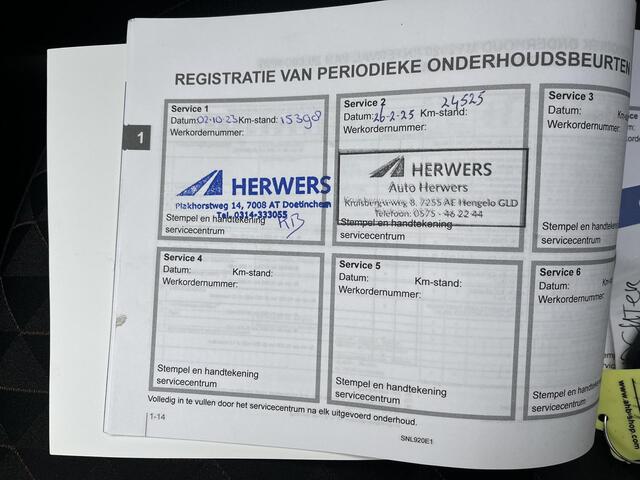 REGISTRATIE VAN PERIODIEKE ONDERHOUDSBEURTEN
1
Service 1
Datum: 02-10-23 Km-stand: 15398
Werkordernummer:
HERWERS
Plakhorstweg 14, 7008 AT Doetinchem
Tel. 0314-333055
Stempel en handtekening
servicecentrum
Service 2
Datum: 26-2-25 Km-stand: 24525
Werkordernummer:
HERWERS
Auto Herwers
Kruisbergseweg 8, 7255 AE Hengelo GLD
Telefoon: 0575 - 46 22 44
Stempel en handtekening
servicecentrum
Service 3
Datum:
Werkordernummer:
Stempel en handtekening
servicecentrum
Service 4
Datum: Km-stand:
Werkordernummer:
Stempel en handtekening
servicecentrum
Service 5
Datum: Km-stand:
Werkordernummer:
Stempel en handtekening
servicecentrum
Service 6
Datum:
Werkordernummer:
Stempel en handtekening
servicecentrum
Volledig in te vullen door het servicecentrum na elk uitgevoerd onderhoud.
1-14
SNL920E1